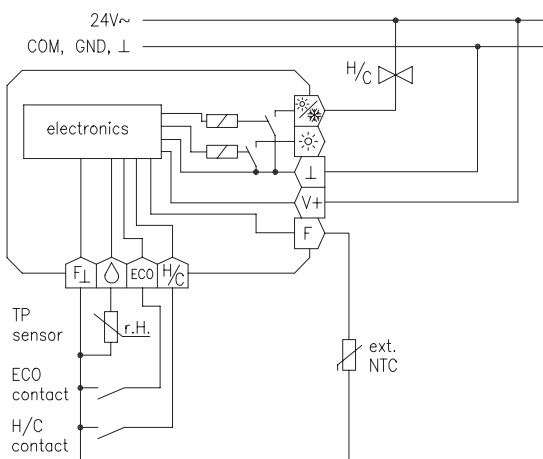 24V~
COM, GND, ⊥
H/C
electronics
⊥
V+
F
F⊥
ECO
H/C
TP
sensor
r.H.
ECO
contact
H/C
contact
ext.
NTC